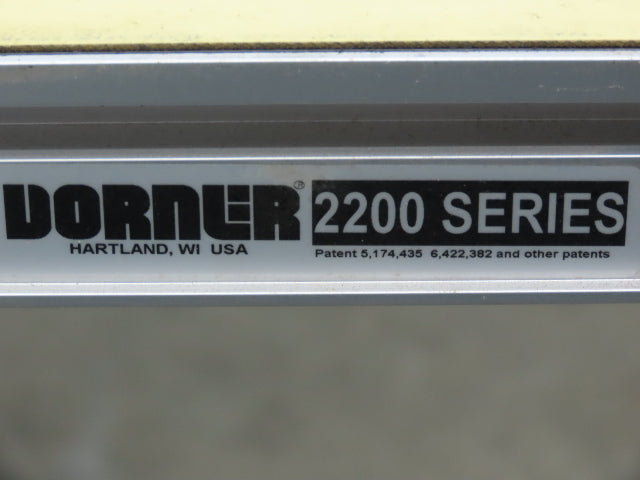 DORNER® 2200 SERIES
HARTLAND, WI USA
Patent 5,174,435 6,422,382 and other patents